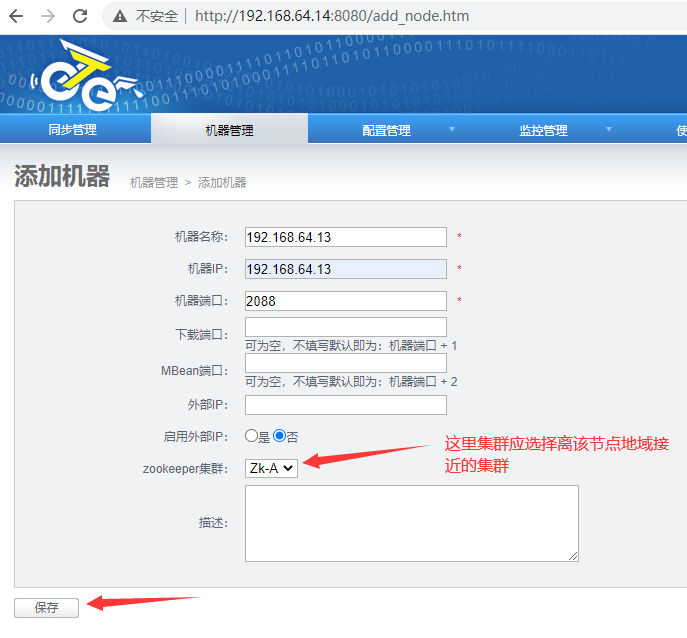 不安全 | http://192.168.64.14:8080/add_node.htm
同步管理 机器管理 配置管理 监控管理 使
添加机器 机器管理 > 添加机器
机器名称： 192.168.64.13 *
机器IP： 192.168.64.13 *
机器端口： 2088 *
下载端口：
可为空，不填写默认即为：机器端口 + 1
MBean端口：
可为空，不填写默认即为：机器端口 + 2
外部IP：
启用外部IP： 是 否
zookeeper集群： Zk-A
这里集群应选择离该节点地域接
近的集群
描述：
保存